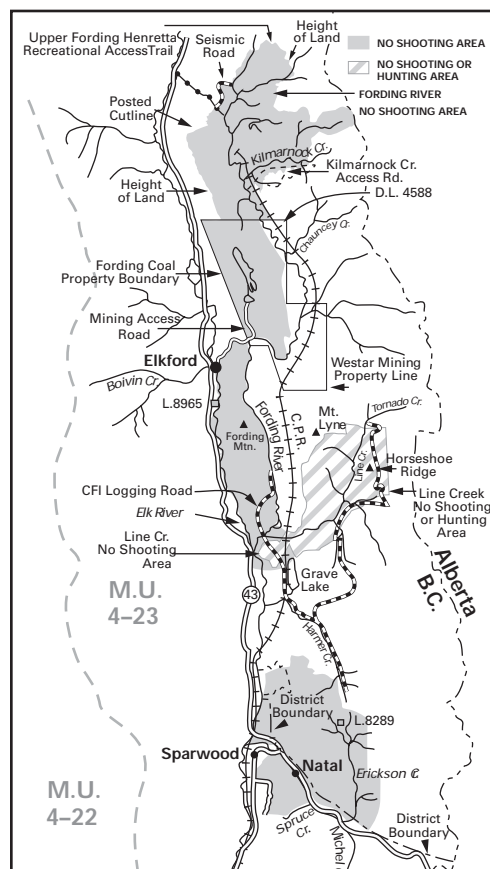 Upper Fording Henretta
Recreational AccessTrail
Seismic
Road
Height
of Land
NO SHOOTING AREA
NO SHOOTING OR
HUNTING AREA
FORDING RIVER
NO SHOOTING AREA
Posted
Cutline
Kilmarnock Cr.
Kilmarnock Cr.
Access Rd.
Height
of Land
D.L. 4588
Chauncey Cr.
Fording Coal
Property Boundary
Mining Access
Road
Elkford
Westar Mining
Property Line
Boivin Cr.
L.8965
Fording River
C.P.R.
Mt.
Lyne
Tornado Cr.
Fording
Mtn.
Line Cr.
Horseshoe
Ridge
CFI Logging Road
Elk River
Line Creek
No Shooting
or Hunting
Area
Line Cr.
No Shooting
Area
Grave
Lake
Alberta
B.C.
M.U.
4–23
43
Harmer Cr.
District
Boundary
L.8289
Sparwood
Natal
Erickson C
M.U.
4–22
Spruce
Cr.
Michel
District
Boundary